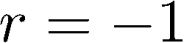 r = −1